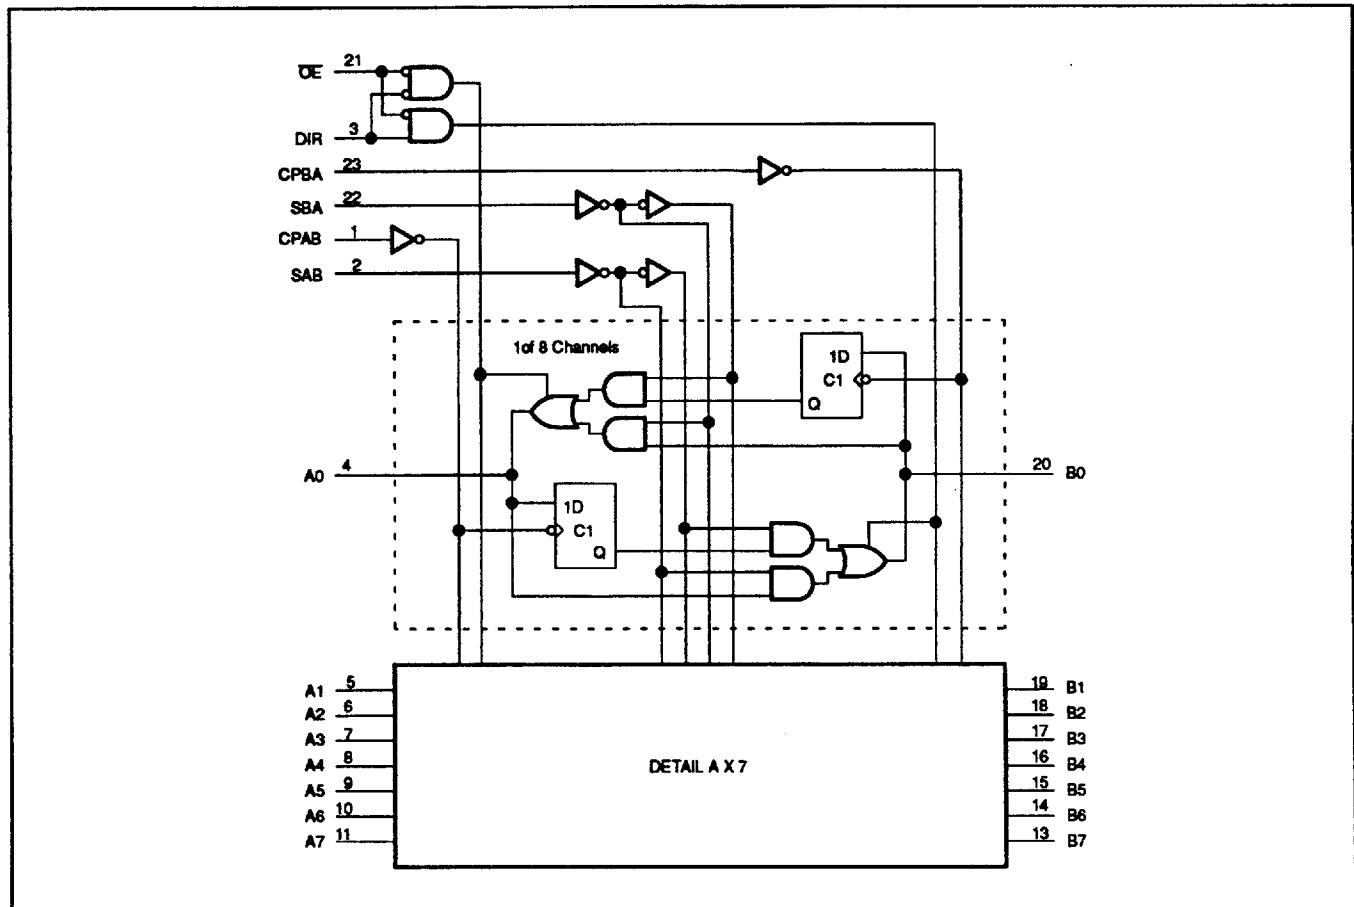 OE 21
DIR 3
CPBA 23
SBA 22
CPAB 1
SAB 2
1of 8 Channels
1D
C1
Q
A0 4
20 B0
1D
C1
Q
A1 5
19 B1
A2 6
18 B2
A3 7
17 B3
A4 8
16 B4
A5 9
15 B5
A6 10
14 B6
A7 11
13 B7
DETAIL A X 7